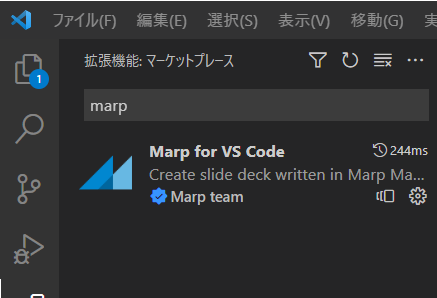 ファイル(F) 編集(E) 選択(S) 表示(V) 移動(G) 実
拡張機能: マーケットプレース
1
marp
Marp for VS Code 244ms
Create slide deck written in Marp Ma...
Marp team